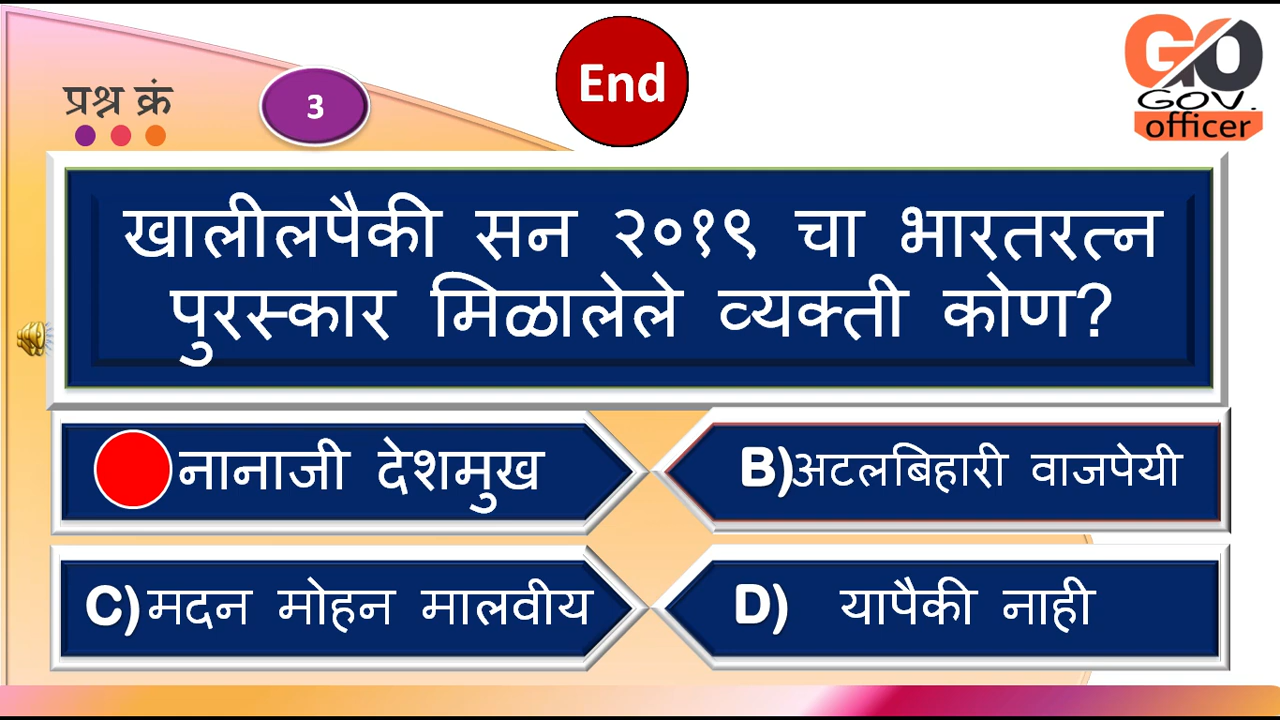 End
GO
GOV.
officer
प्रश्न क्रं
3
खालीलपैकी सन २०१९ चा भारतरत्न
पुरस्कार मिळालेले व्यक्ती कोण?
नानाजी देशमुख
B)अटलबिहारी वाजपेयी
C)मदन मोहन मालवीय
D) यापैकी नाही